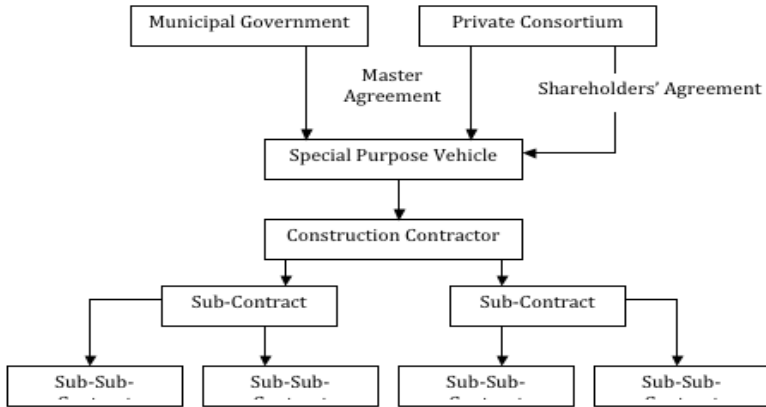 Municipal Government
Private Consortium
Master
Agreement
Shareholders’ Agreement
Special Purpose Vehicle
Construction Contractor
Sub-Contract
Sub-Contract
Sub-Sub-
Sub-Sub-
Sub-Sub-
Sub-Sub-